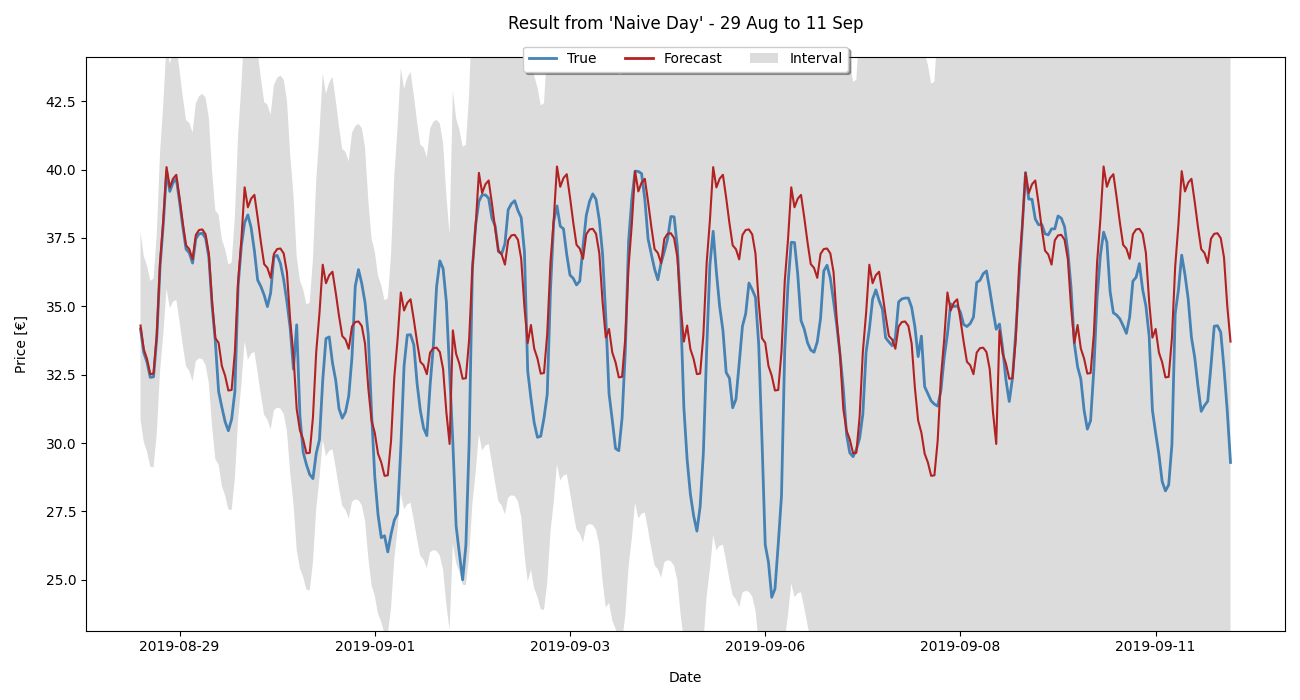 Result from 'Naive Day' - 29 Aug to 11 Sep
True Forecast Interval
Price [€]
42.5
40.0
37.5
35.0
32.5
30.0
27.5
25.0
2019-08-29 2019-09-01 2019-09-03 2019-09-06 2019-09-08 2019-09-11
Date